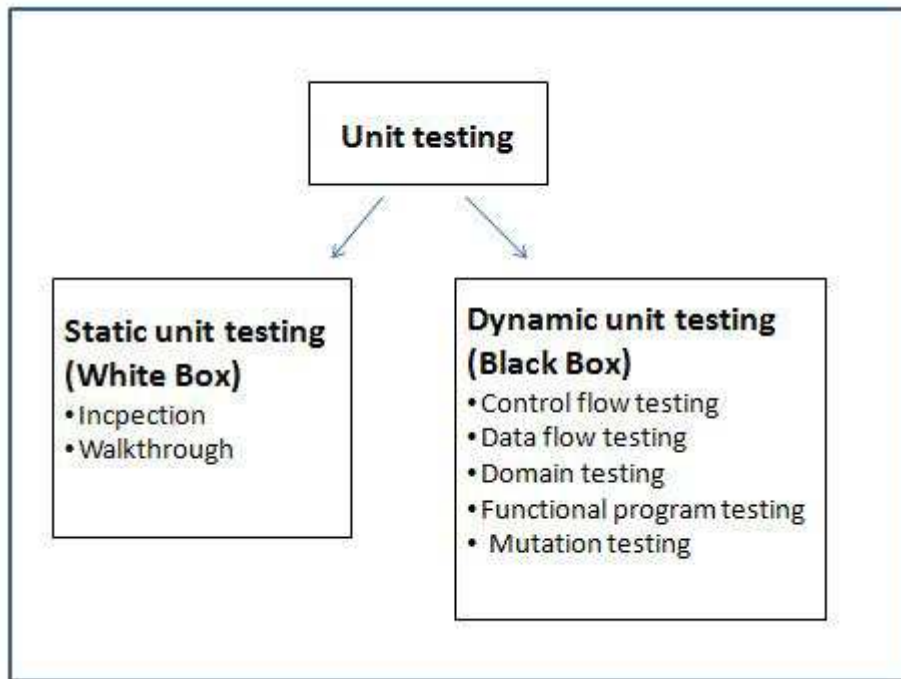 Unit testing
Static unit testing
(White Box)
•Incpection
•Walkthrough
Dynamic unit testing
(Black Box)
•Control flow testing
•Data flow testing
•Domain testing
•Functional program testing
• Mutation testing